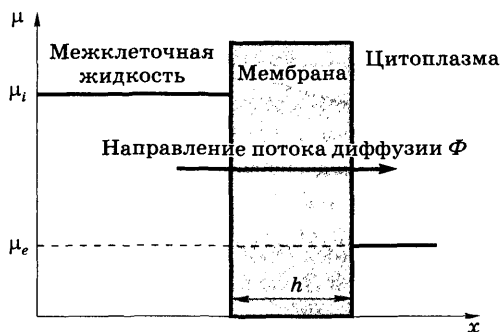 μ
Межклеточная
жидкость
Мембрана
Цитоплазма
μi
Направление потока диффузии Φ
μe
h
x